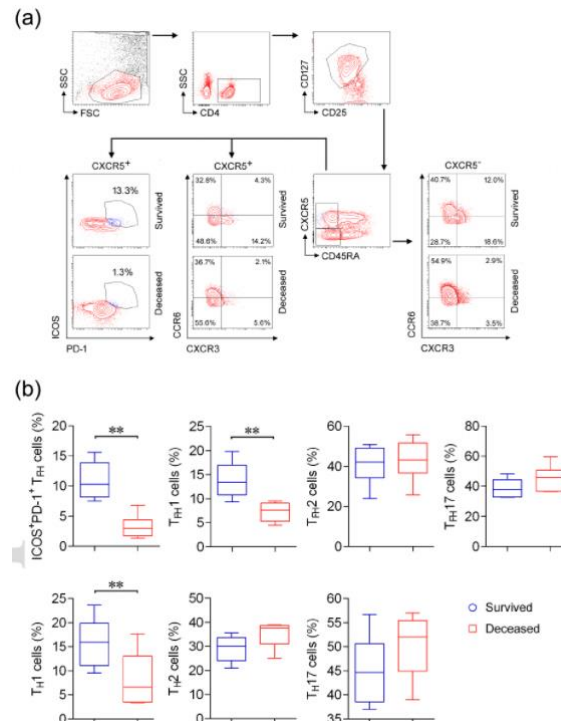 (a)
SSC
FSC
SSC
CD4
CD127
CD25
CXCR5⁺
CXCR5⁺
CXCR5⁻
13.3%
Survived
1.3%
Deceased
ICOS
PD-1
32.8% 4.3%
48.6% 14.2%
Survived
36.7% 2.1%
55.6% 5.6%
Deceased
CCR6
CXCR3
CXCR5
CD45RA
40.7% 12.0%
28.7% 18.6%
Survived
54.9% 2.9%
38.7% 3.5%
Deceased
CCR6
CXCR3
(b)
ICOS⁺PD-1⁺ TFH cells (%)
20
15
10
5
0
**
TFH1 cells (%)
25
20
15
10
5
0
**
TFH2 cells (%)
60
40
20
0
TFH17 cells (%)
80
60
40
20
0
TH1 cells (%)
25
20
15
10
5
0
**
TH2 cells (%)
50
40
30
20
10
0
TH17 cells (%)
60
55
50
45
40
35
Survived
Deceased